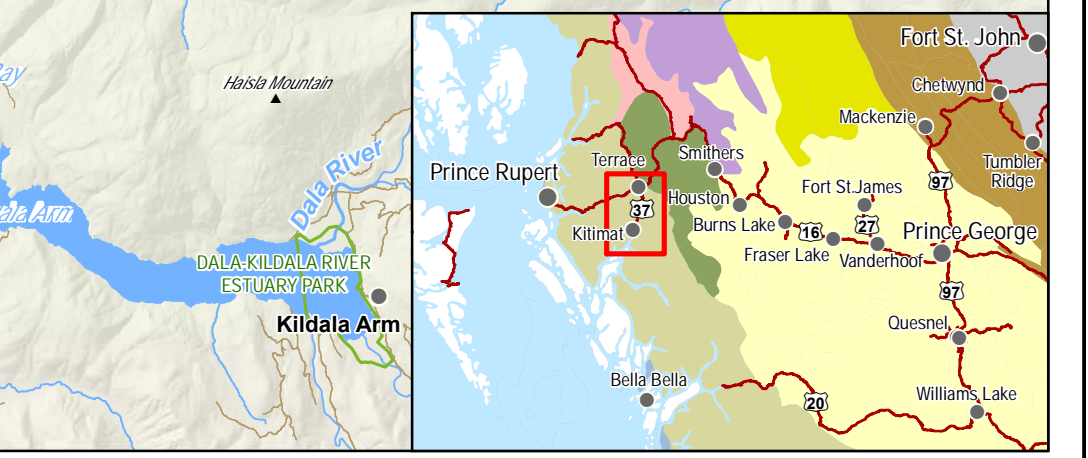 Haisla Mountain
Dala River
DALA-KILDALA RIVER
ESTUARY PARK
Kildala Arm
Fort St. John
Chetwynd
Mackenzie
Tumbler
Ridge
Prince Rupert
Terrace
Smithers
37
Kitimat
Houston
Burns Lake
16
Fraser Lake
Fort St.James
27
Vanderhoof
97
Prince George
97
Quesnel
Bella Bella
20
Williams Lake